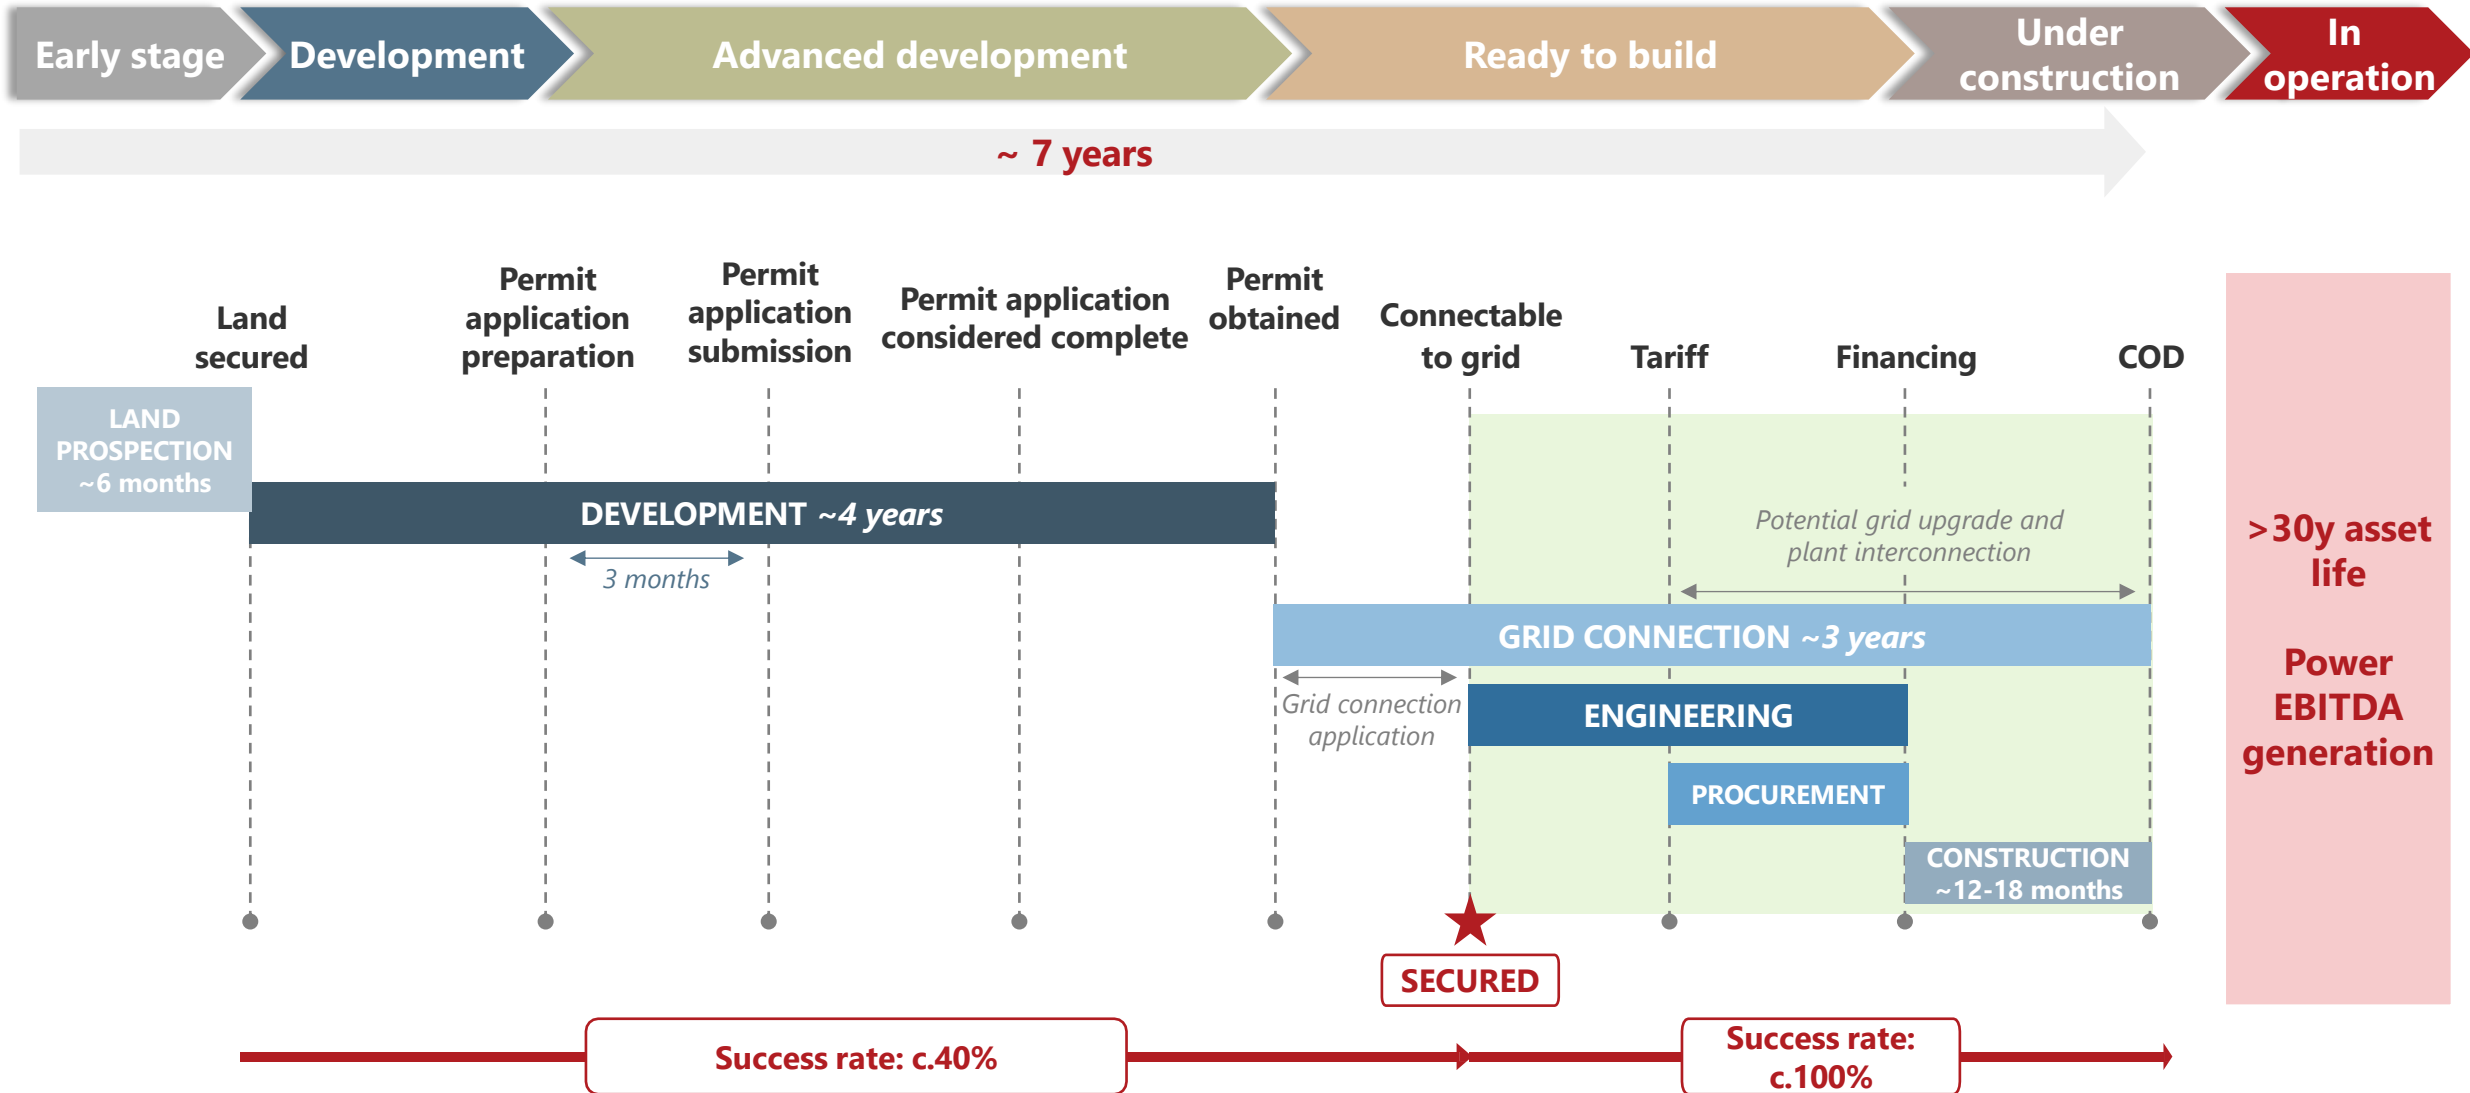 Early stage
Development
Advanced development
Ready to build
Under
construction
In
operation
~ 7 years
Land
secured
Permit
application
preparation
Permit
application
submission
Permit application
considered complete
Permit
obtained
Connectable
to grid
Tariff
Financing
COD
LAND
PROSPECTION
~6 months
DEVELOPMENT ~4 years
3 months
Potential grid upgrade and
plant interconnection
GRID CONNECTION ~3 years
Grid connection
application
ENGINEERING
PROCUREMENT
CONSTRUCTION
~12-18 months
>30y asset
life
Power
EBITDA
generation
SECURED
Success rate: c.40%
Success rate:
c.100%